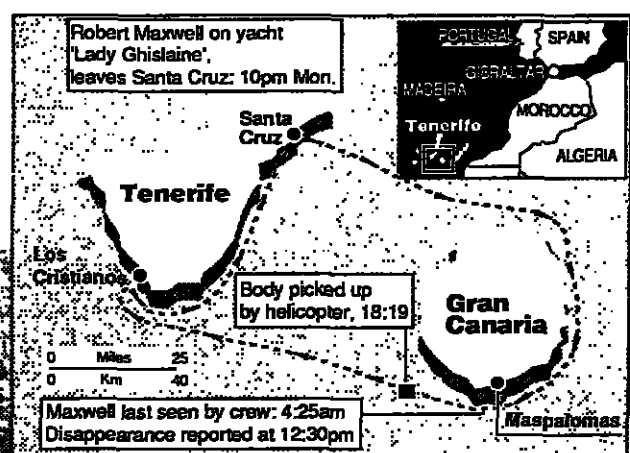 Robert Maxwell on yacht
'Lady Ghislaine',
leaves Santa Cruz: 10pm Mon.
PORTUGAL
SPAIN
GIBRALTAR
MADEIRA
MOROCCO
Tenerife
ALGERIA
Santa
Cruz
Tenerife
Los
Cristianos
Body picked up
by helicopter, 18:19
Gran
Canaria
0 Miles 25
0 Km 40
Maxwell last seen by crew: 4:25am
Disappearance reported at 12:30pm
Maspalomas